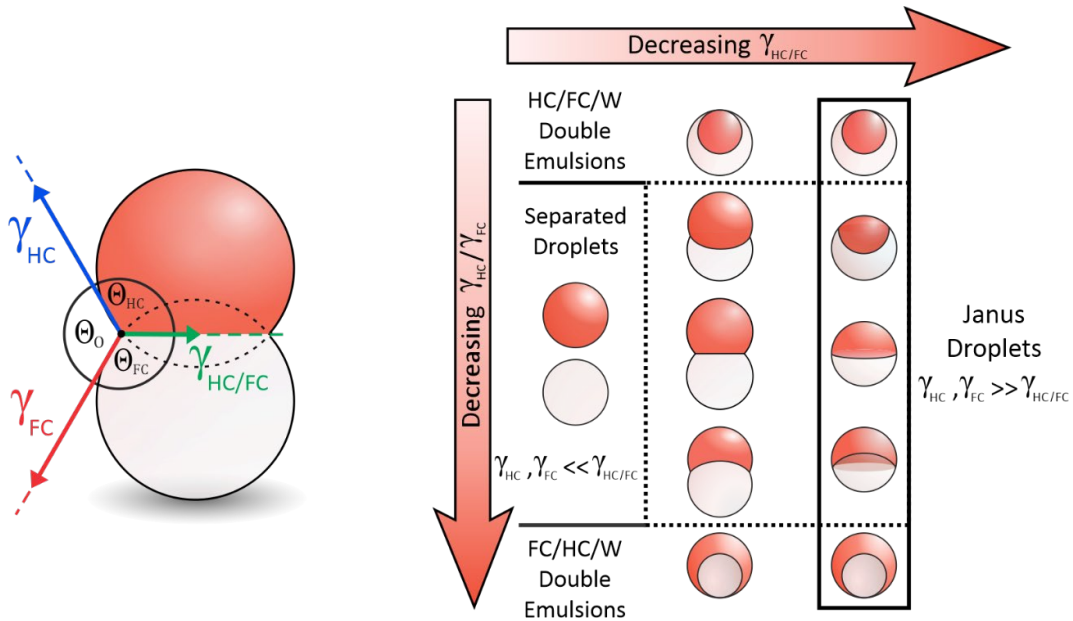 γHC
ΘHC
ΘO
ΘFC
γHC/FC
γFC
Decreasing γHC/FC
Decreasing γHC/γFC
HC/FC/W
Double
Emulsions
Separated
Droplets
γHC , γFC << γHC/FC
FC/HC/W
Double
Emulsions
Janus
Droplets
γHC , γFC >> γHC/FC